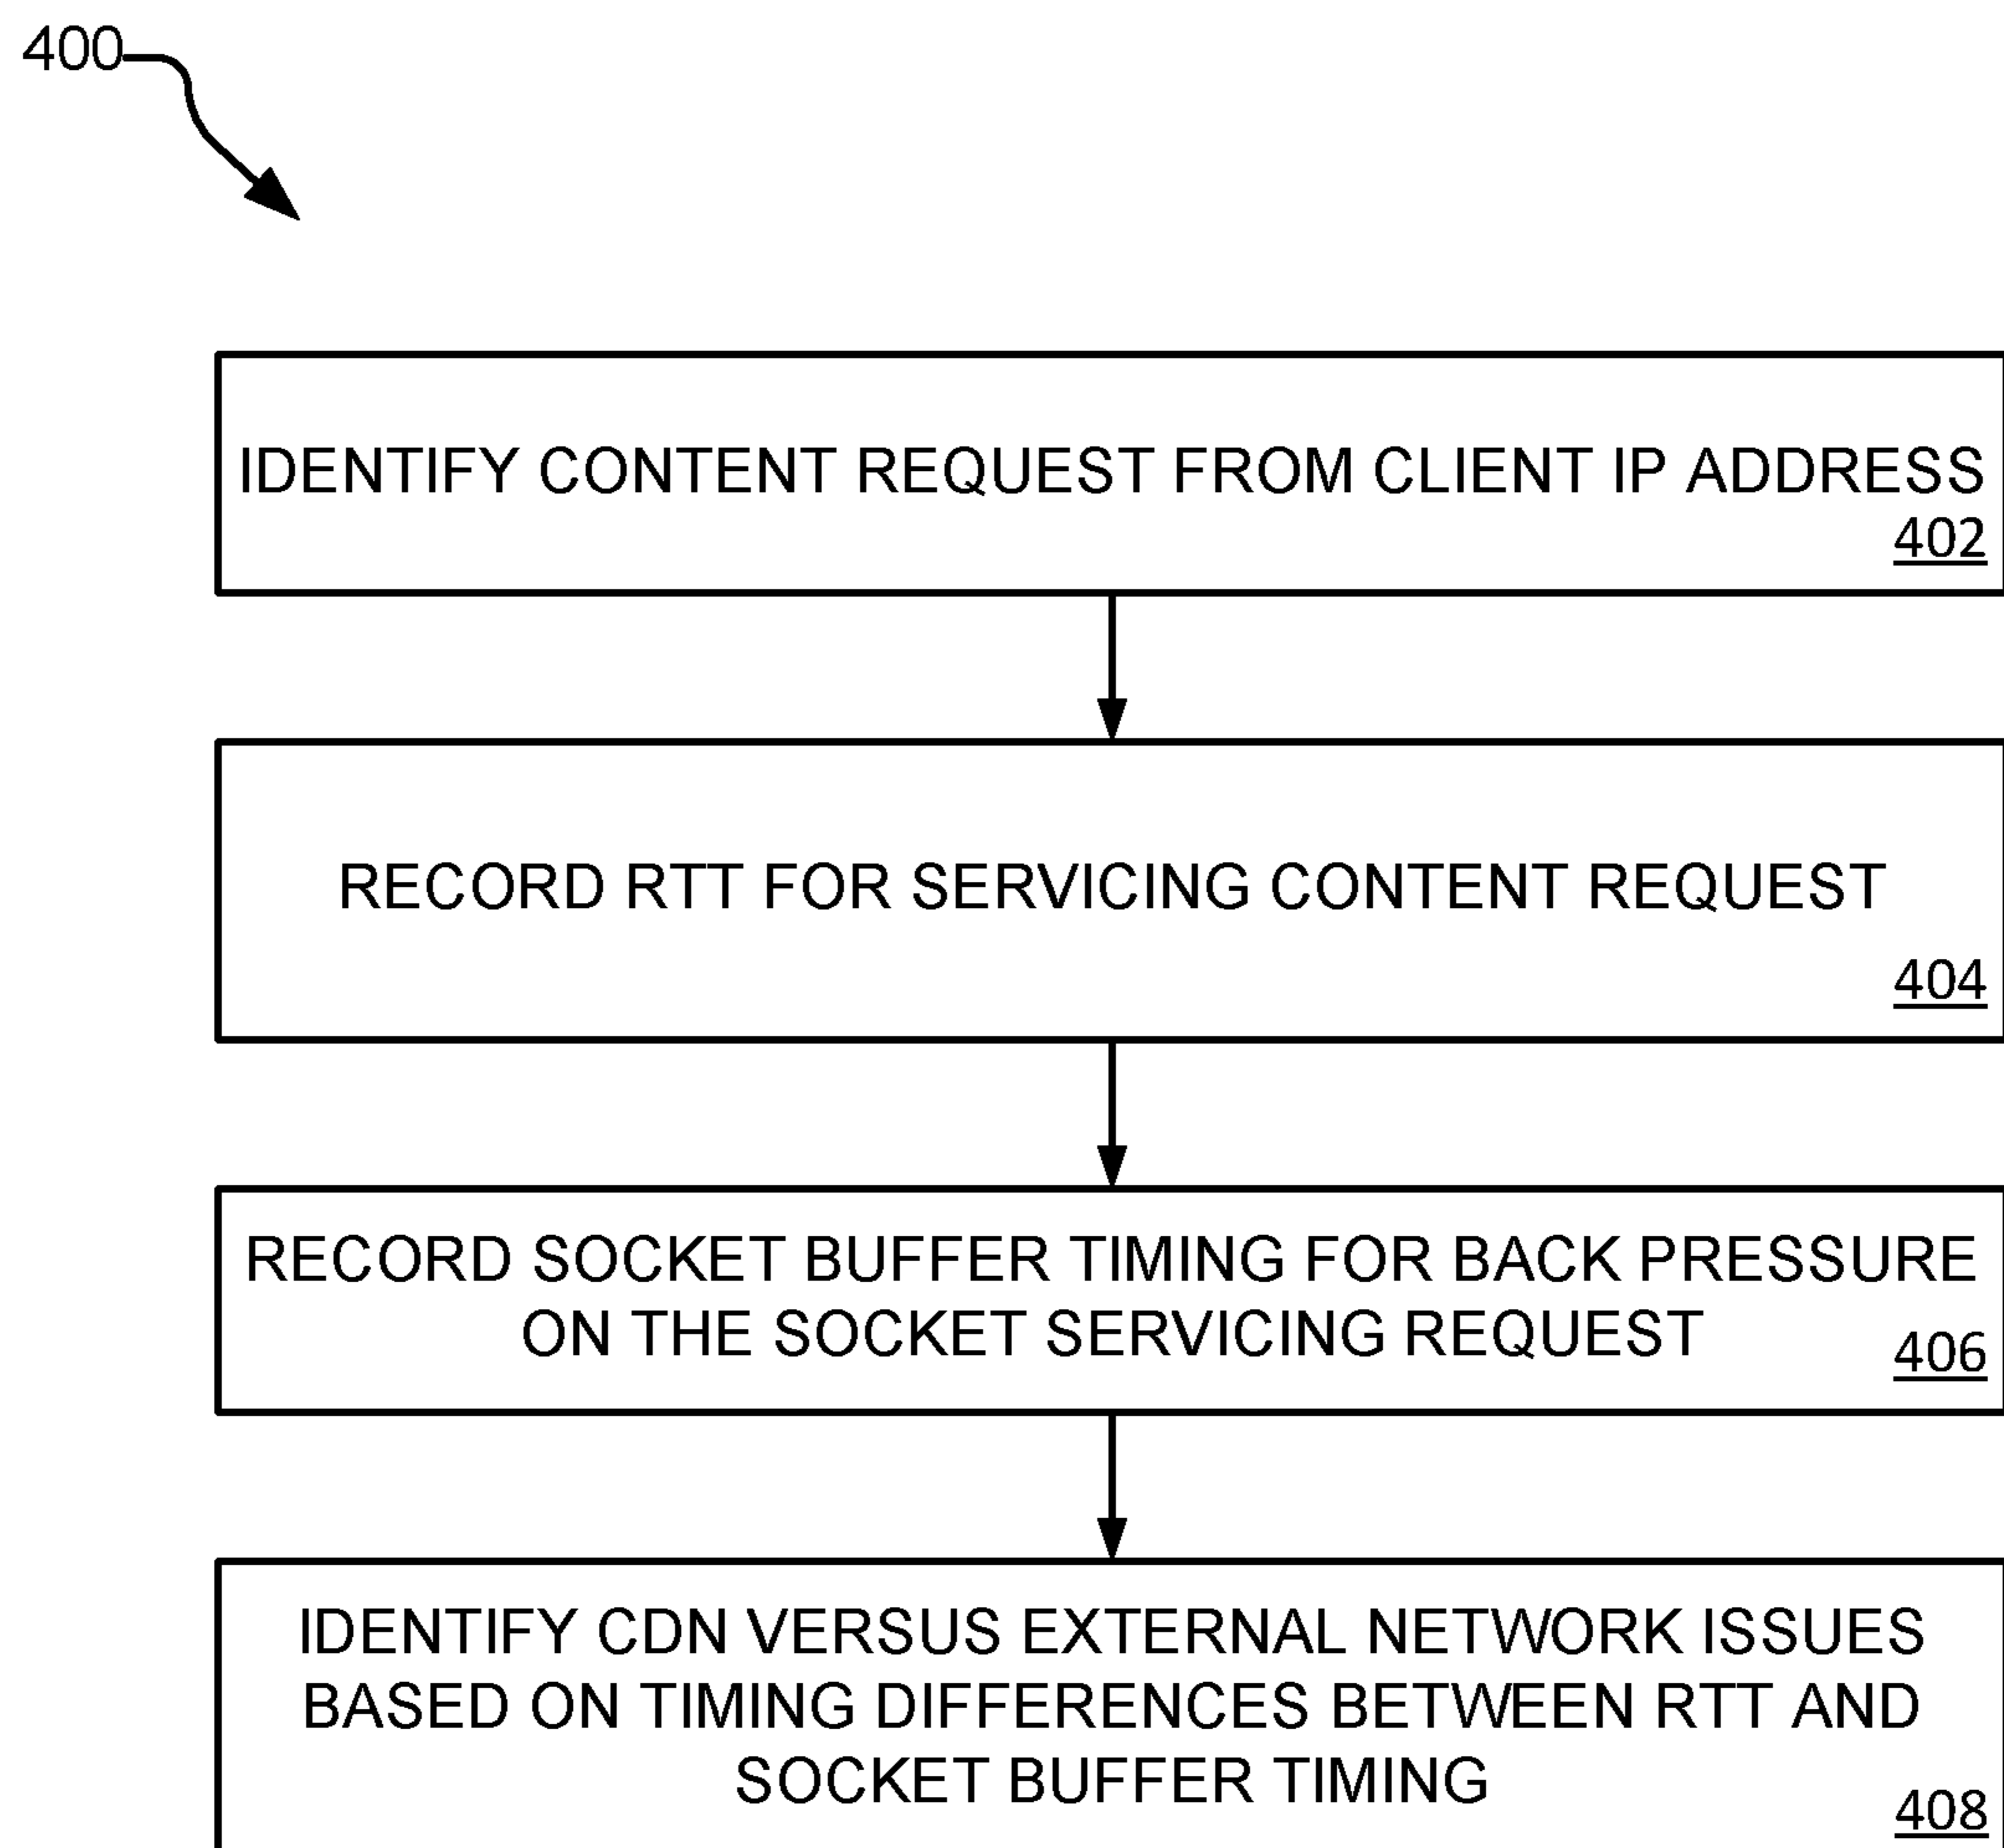 400
IDENTIFY CONTENT REQUEST FROM CLIENT IP ADDRESS
402
RECORD RTT FOR SERVICING CONTENT REQUEST
404
RECORD SOCKET BUFFER TIMING FOR BACK PRESSURE
ON THE SOCKET SERVICING REQUEST
406
IDENTIFY CDN VERSUS EXTERNAL NETWORK ISSUES
BASED ON TIMING DIFFERENCES BETWEEN RTT AND
SOCKET BUFFER TIMING
408